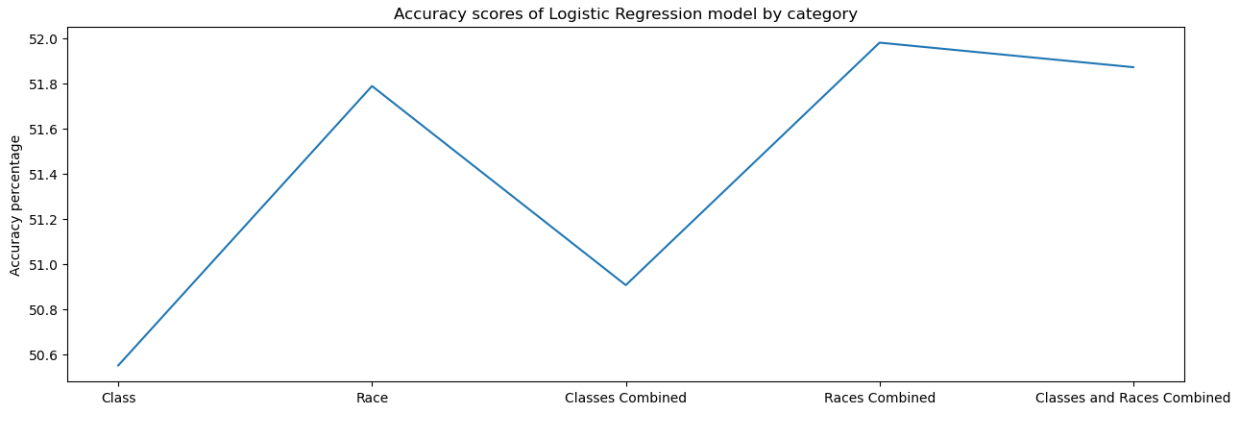 Accuracy scores of Logistic Regression model by category
Accuracy percentage
52.0
51.8
51.6
51.4
51.2
51.0
50.8
50.6
Class Race Classes Combined Races Combined Classes and Races Combined